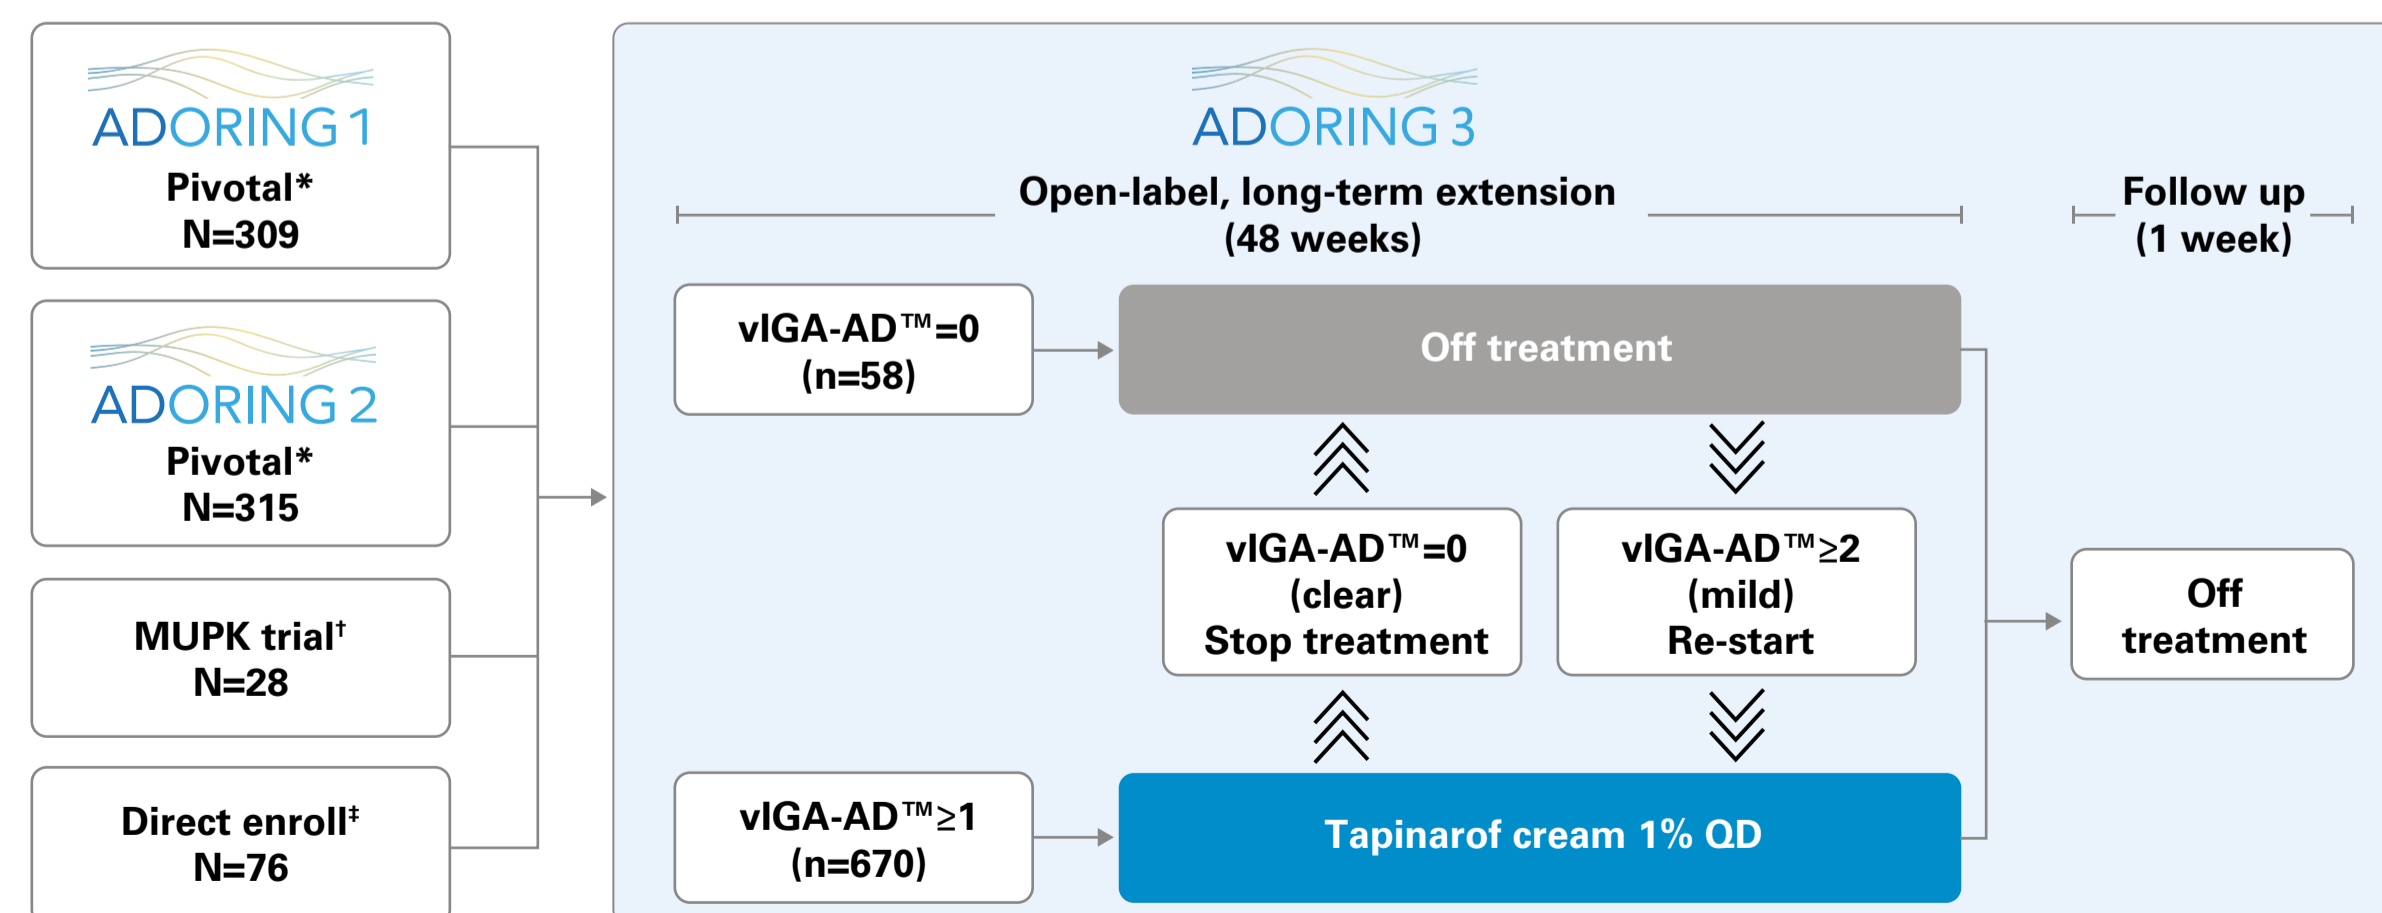 ADORING 1
Pivotal*
N=309
ADORING 2
Pivotal*
N=315
MUPK trial†
N=28
Direct enroll‡
N=76
ADORING 3
Open-label, long-term extension
(48 weeks)
Follow up
(1 week)
vIGA-AD™=0
(n=58)
Off treatment
vIGA-AD™=0
(clear)
Stop treatment
vIGA-AD™≥2
(mild)
Re-start
vIGA-AD™≥1
(n=670)
Tapinarof cream 1% QD
Off
treatment